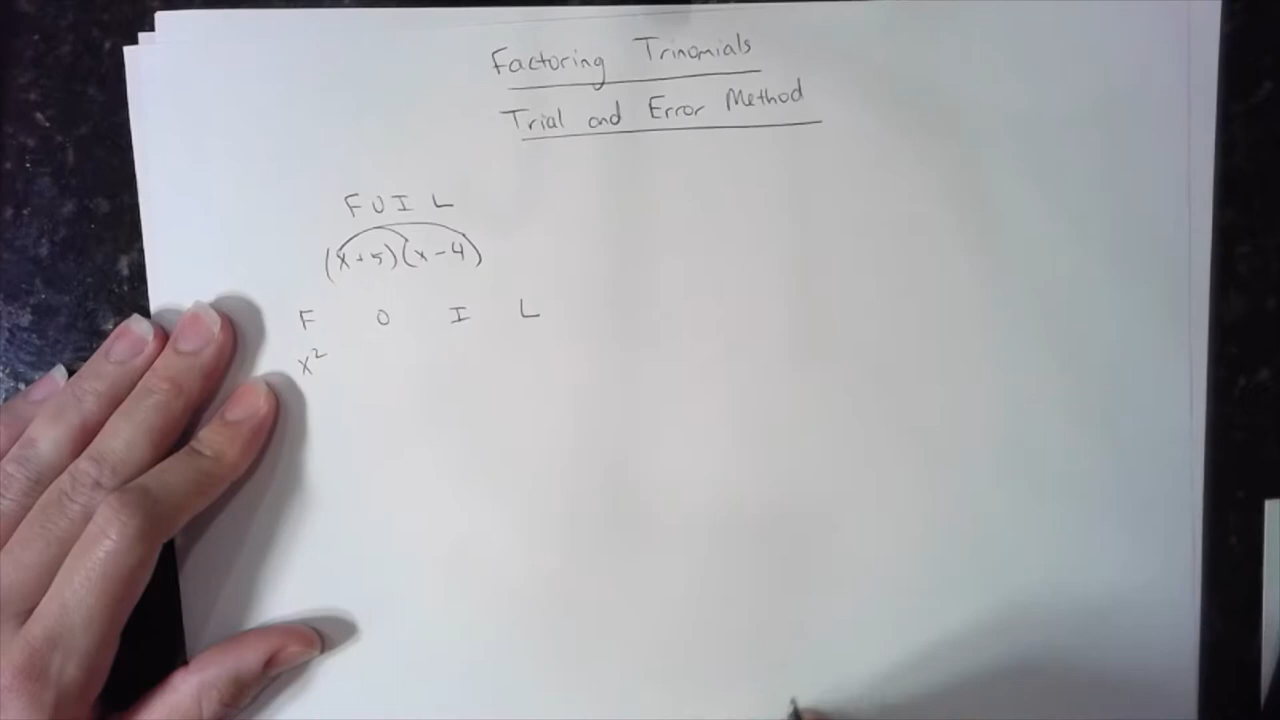 Factoring Trinomials
Trial and Error Method
F O I L
(x+5)(x-4)
F O I L
x²